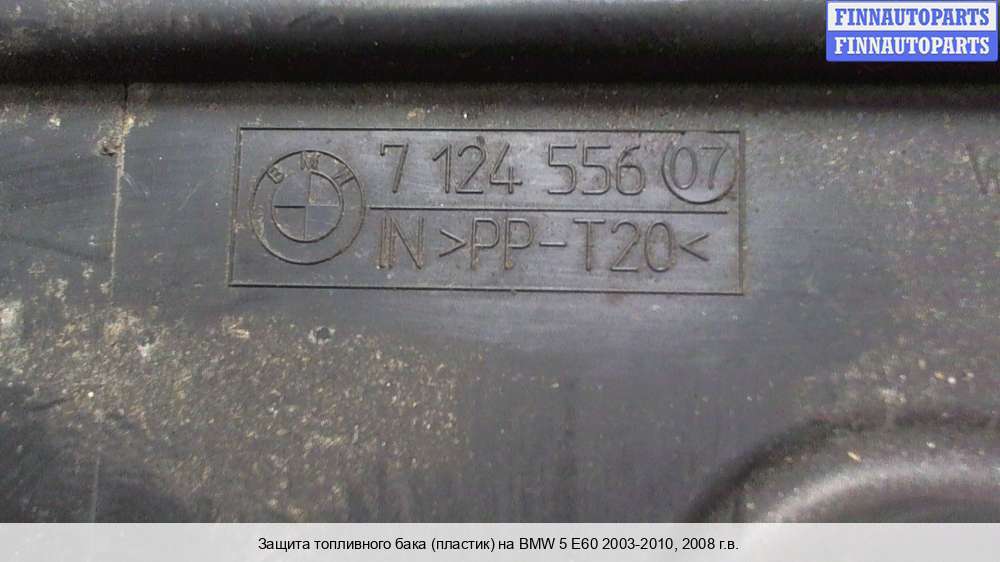 FINNAUTOPARTS
FINNAUTOPARTS
BMW
7 124 556 07
IN >PP-T20<
Защита топливного бака (пластик) на BMW 5 E60 2003-2010, 2008 г.в.